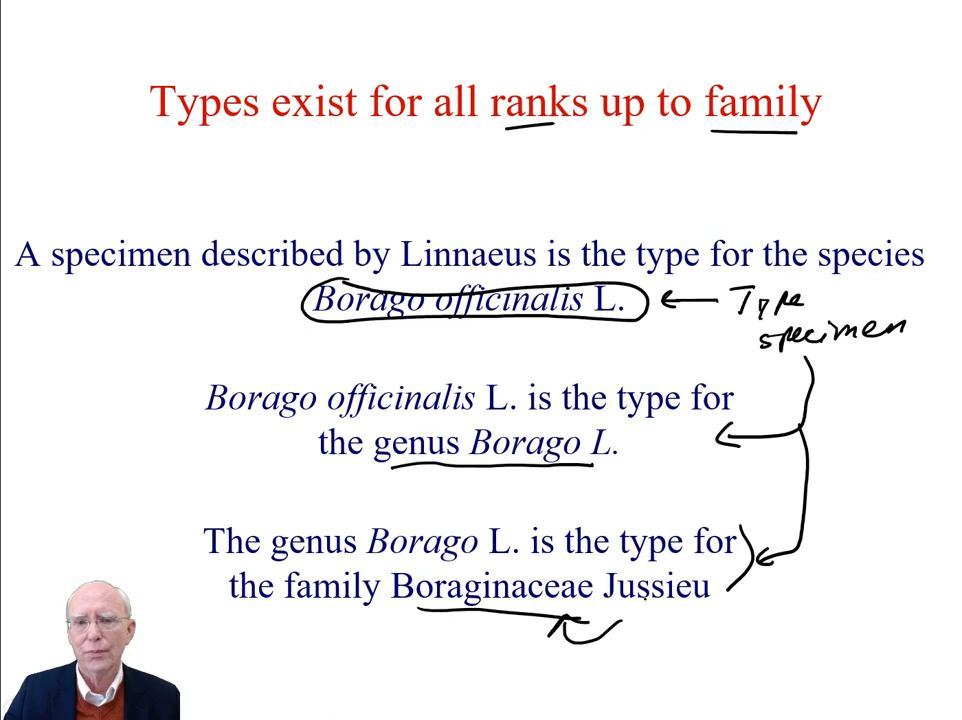 Types exist for all ranks up to family
A specimen described by Linnaeus is the type for the species
Borago officinalis L. Type
specimen
Borago officinalis L. is the type for
the genus Borago L.
The genus Borago L. is the type for
the family Boraginaceae Jussieu